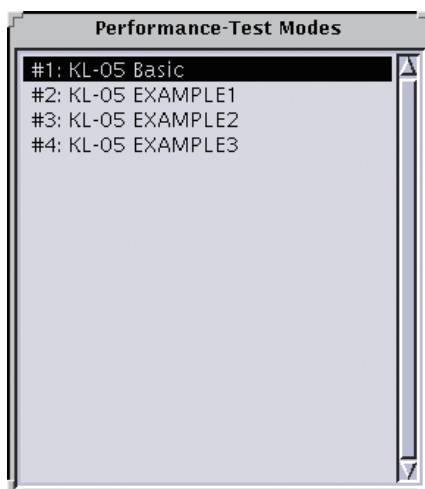 Performance-Test Modes
#1: KL-05 Basic
#2: KL-05 EXAMPLE1
#3: KL-05 EXAMPLE2
#4: KL-05 EXAMPLE3